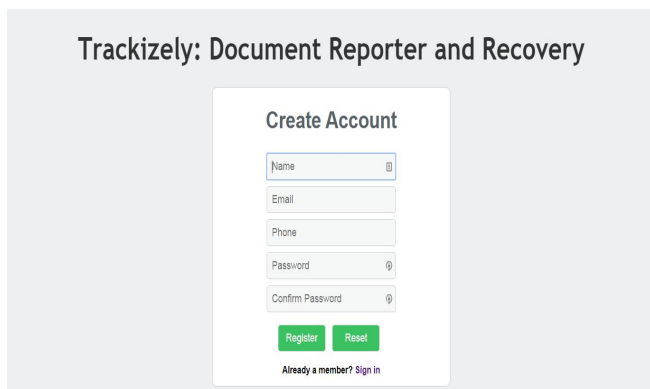 Trackizely: Document Reporter and Recovery
Create Account
Name
Email
Phone
Password
Confirm Password
Register Reset
Already a member? Sign in